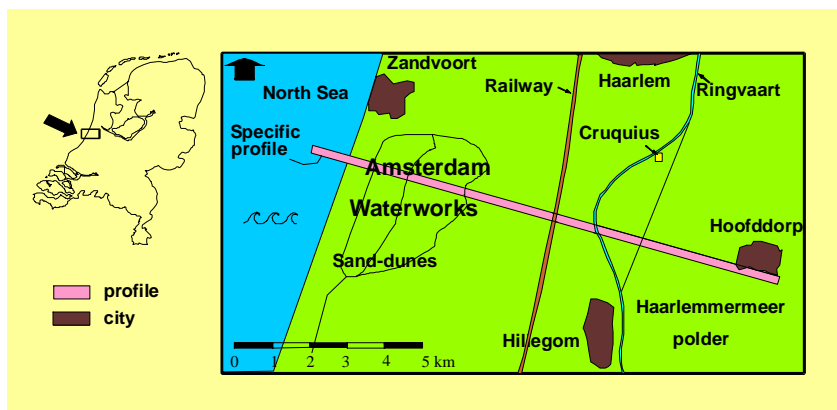 Zandvoort
North Sea
Railway
Haarlem
Ringvaart
Specific
profile
Cruquius
Amsterdam
Waterworks
Hoofddorp
Sand-dunes
profile
city
Haarlemmermeer
polder
Hillegom
0 1 2 3 4 5 km